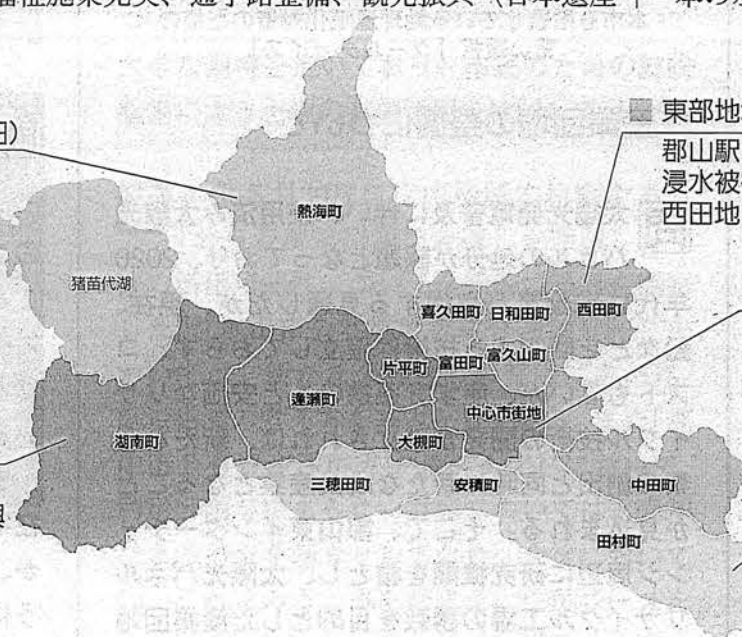 福祉施策充実、通学路整備、観光振興（日本遺産「一本の
東部地
郡山駅
浸水被
西田地
熱海町
猪苗代湖
喜久田町
日和田町
西田町
片平町
富田町
富久山町
逢瀬町
中心市街地
湖南町
大槻町
三穂田町
安積町
中田町
田村町